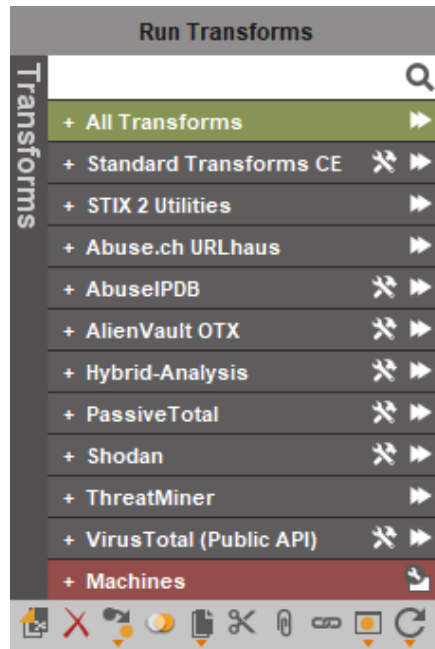 Run Transforms
Transforms
+ All Transforms
+ Standard Transforms CE
+ STIX 2 Utilities
+ Abuse.ch URLhaus
+ AbuseIPDB
+ AlienVault OTX
+ Hybrid-Analysis
+ PassiveTotal
+ Shodan
+ ThreatMiner
+ VirusTotal (Public API)
+ Machines